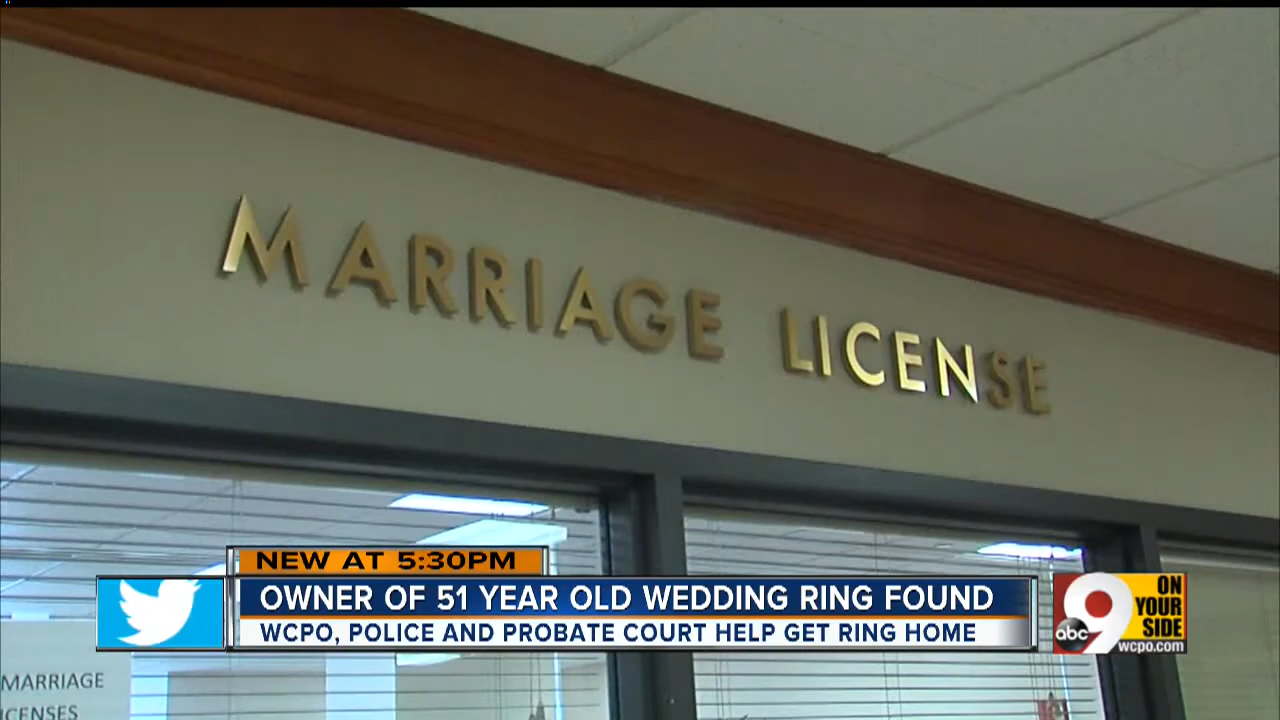 MARRIAGE LICENSE
NEW AT 5:30PM
OWNER OF 51 YEAR OLD WEDDING RING FOUND
WCPO, POLICE AND PROBATE COURT HELP GET RING HOME
abc 9
ON
YOUR
SIDE
wcpo.com
MARRIAGE
ICENSES